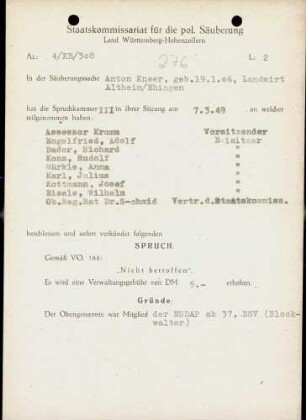 Staatskommissariat für die pol. Säuberung
Land Württemberg-Hohenzollern
Az.: 4/KB/308
276
L: 2
In der Säuberungssache Anton Kneer, geb.19.1.86, Landwirt
Altheim/Ehingen
hat die Spruchkammer III in ihrer Sitzung am 7.3.49 an welcher
teilgenommen haben:
Assessor Krumm Vorsitzender
Engelfried, Adolf Beisitzer
Bader, Richard "
Kons, Rudolf "
Märkle, Anna "
Karl, Julius "
Kottmann, Josef "
Eisele, Wilhelm "
Ob.Reg.Rat Dr.Schmid Vertr.d.Staatskommiss.
beschlossen und sofort verkündet folgenden
SPRUCH:
Gemäß VO. 165:
„Nicht betroffen".
Es wird eine Verwaltungsgebühr von DM 5.- erhoben.
Gründe:
Der Obengenannte war Mitglied der NSDAP ab 37, NSV (Block-
walter)